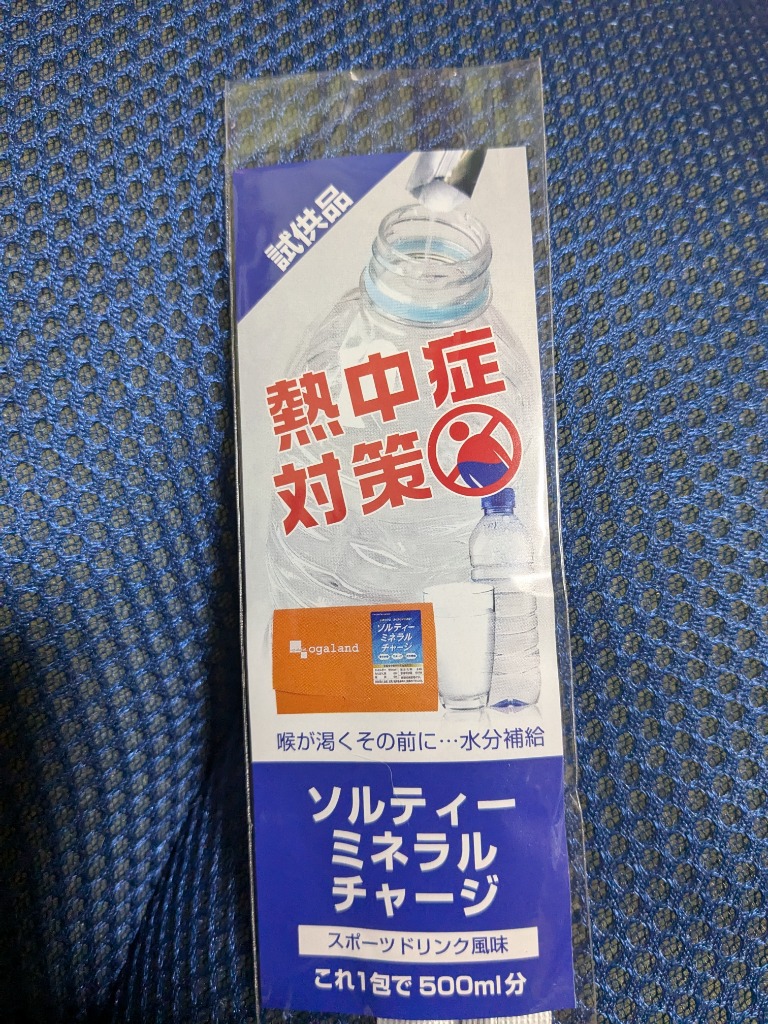 試供品
熱中症
対策
ogaland
ソルティー
ミネラル
チャージ
喉が渇くその前に…水分補給
ソルティー
ミネラル
チャージ
スポーツドリンク風味
これ1包で500ml分